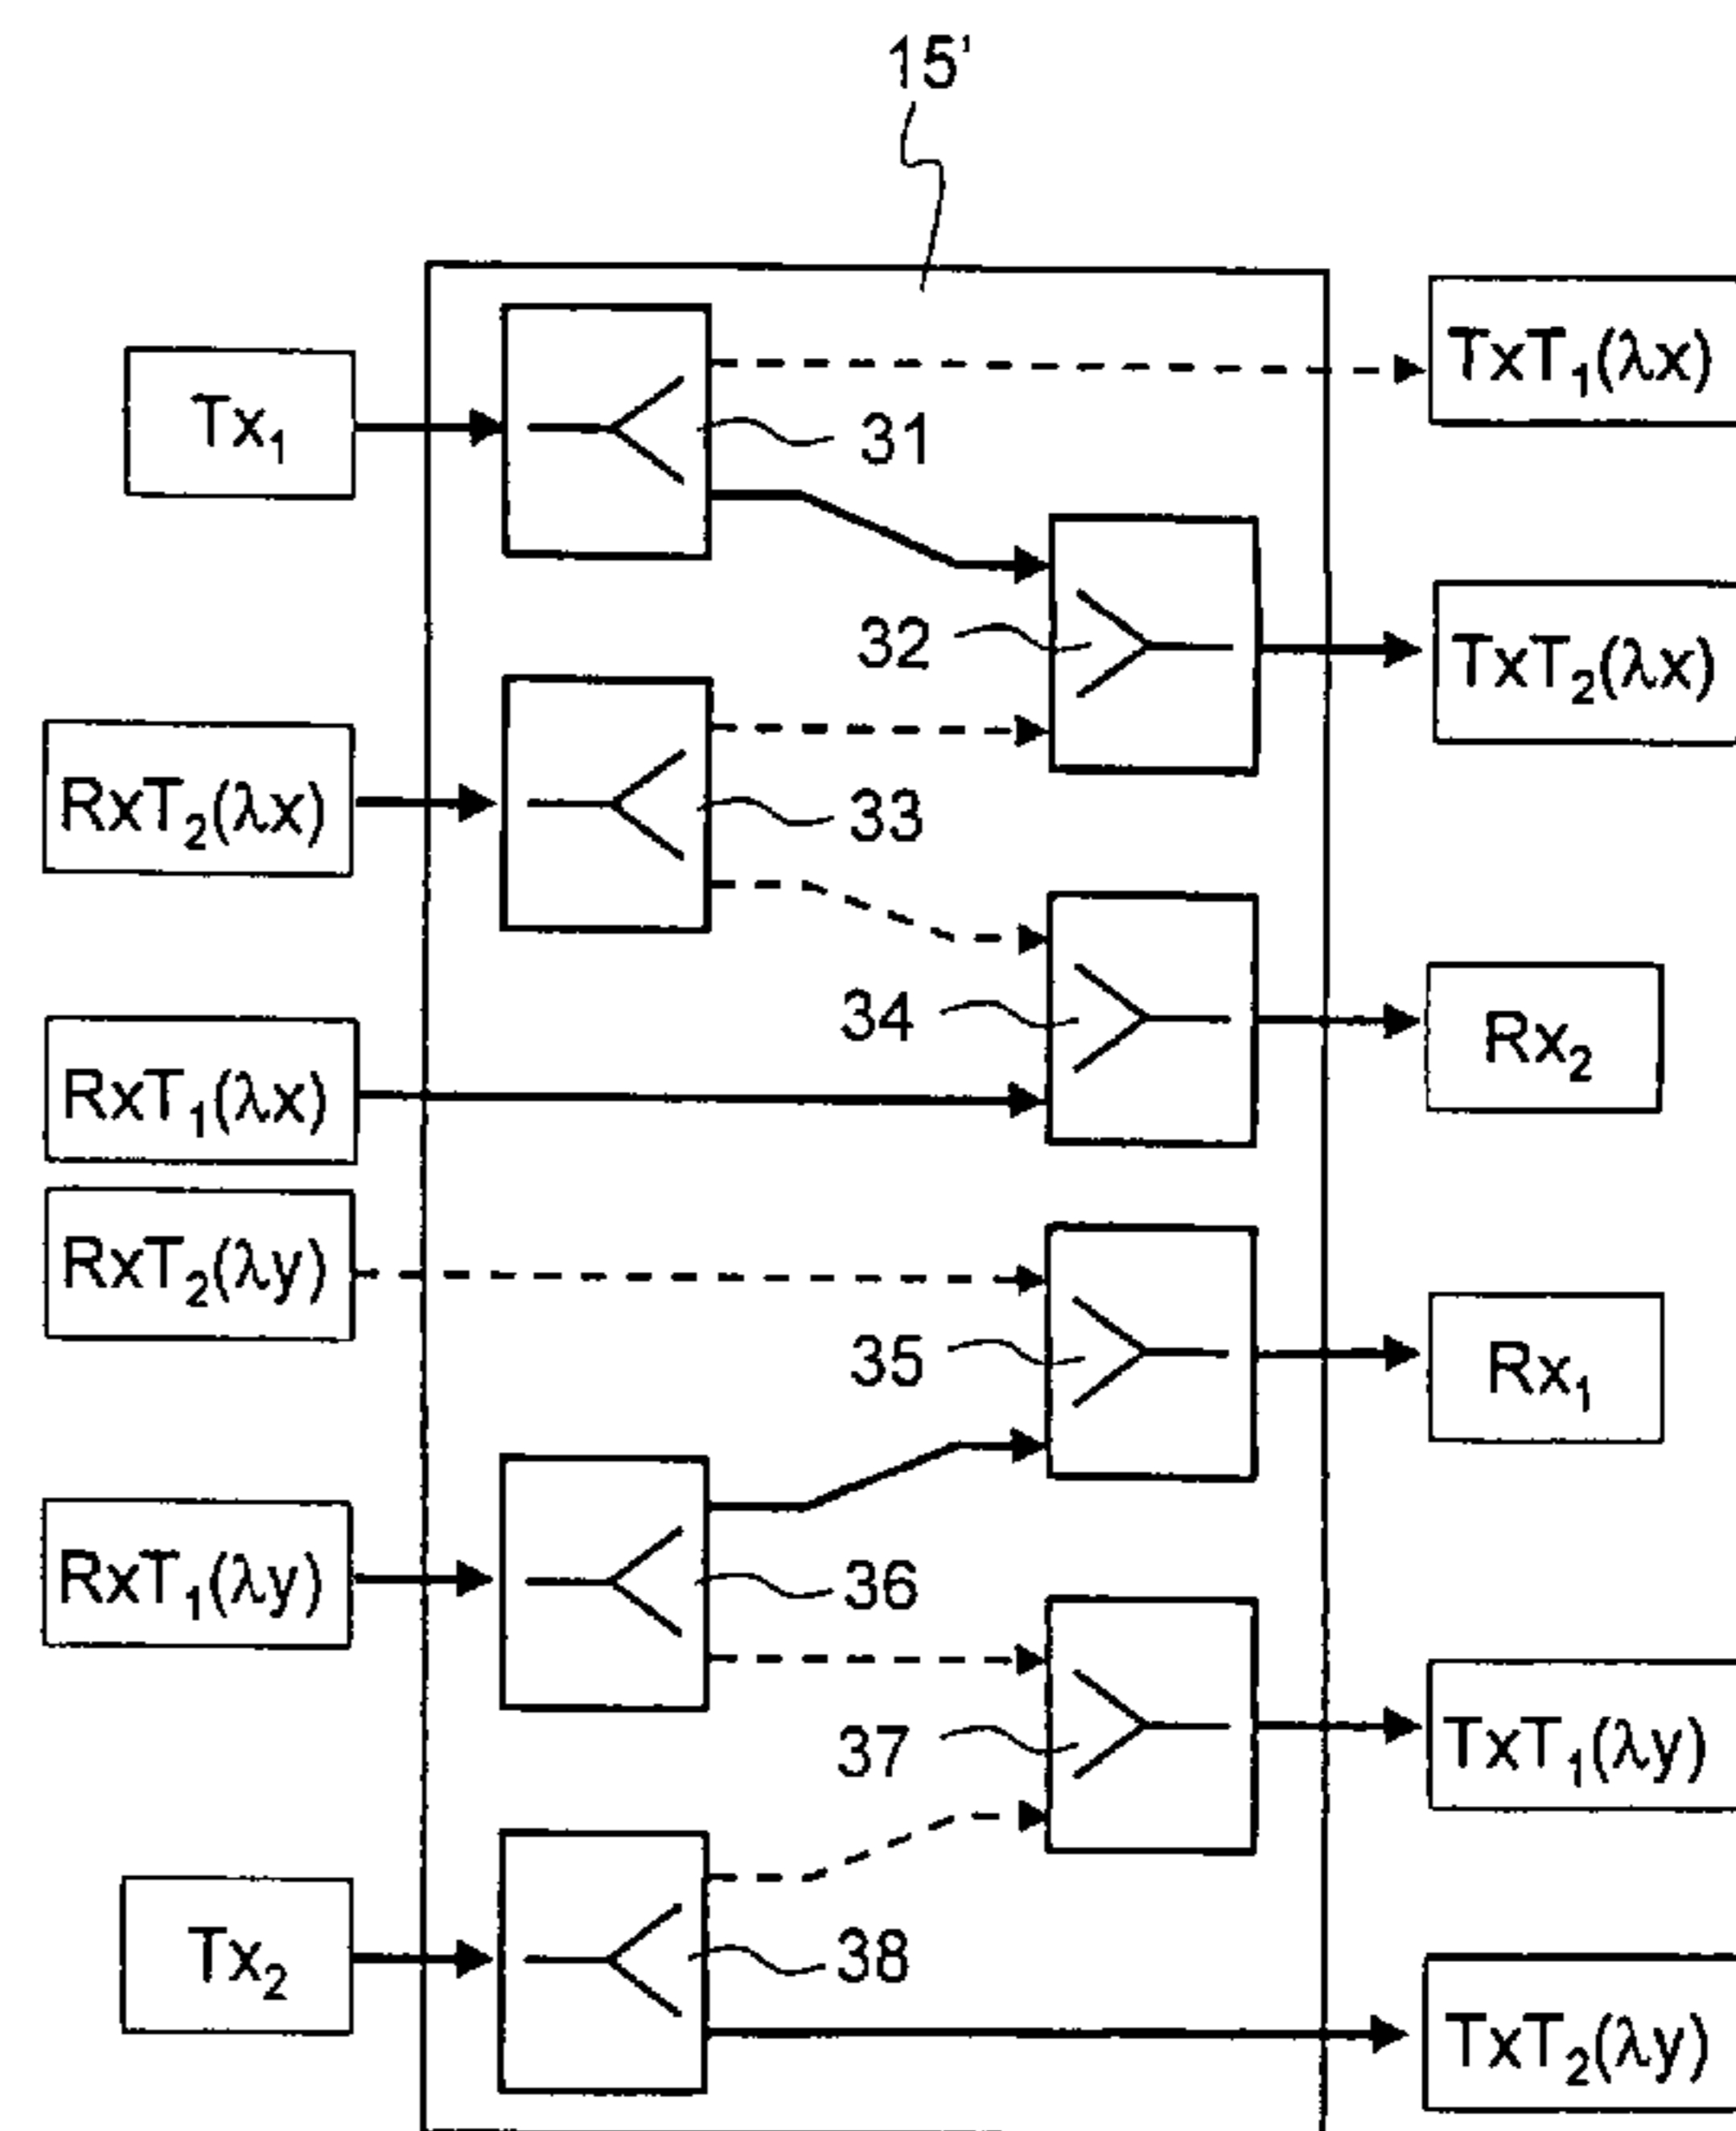 15'
TxT₁(λx)
Tx₁
31
32
TxT₂(λx)
RxT₂(λx)
33
34
Rx₂
RxT₁(λx)
RxT₂(λy)
35
Rx₁
RxT₁(λy)
36
37
TxT₁(λy)
Tx₂
38
TxT₂(λy)